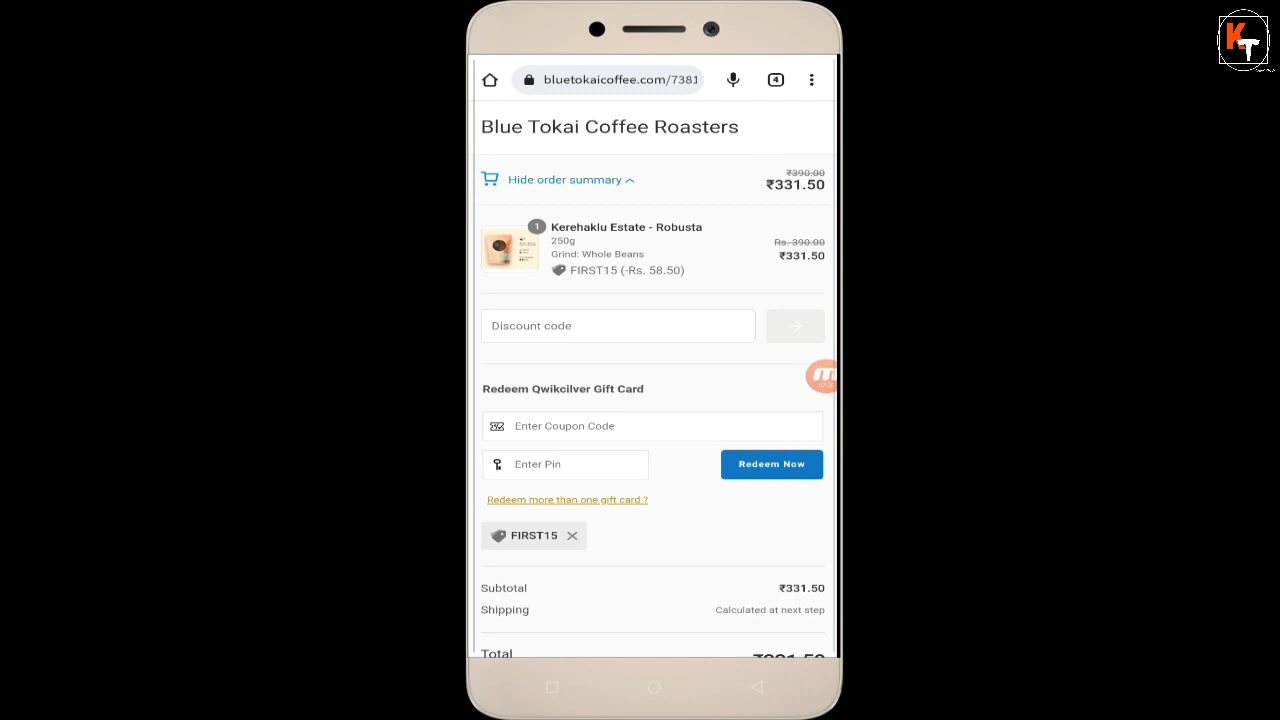 KT
bluetokaicoffee.com/7381
4
Blue Tokai Coffee Roasters
Hide order summary
₹390.00
₹331.50
1
Kerehaklu Estate - Robusta
250g
Grind: Whole Beans
FIRST15 (-Rs. 58.50)
Rs. 390.00
₹331.50
Discount code
Redeem Qwikcilver Gift Card
Enter Coupon Code
Enter Pin
Redeem Now
Redeem more than one gift card ?
FIRST15
Subtotal ₹331.50
Shipping Calculated at next step
Total